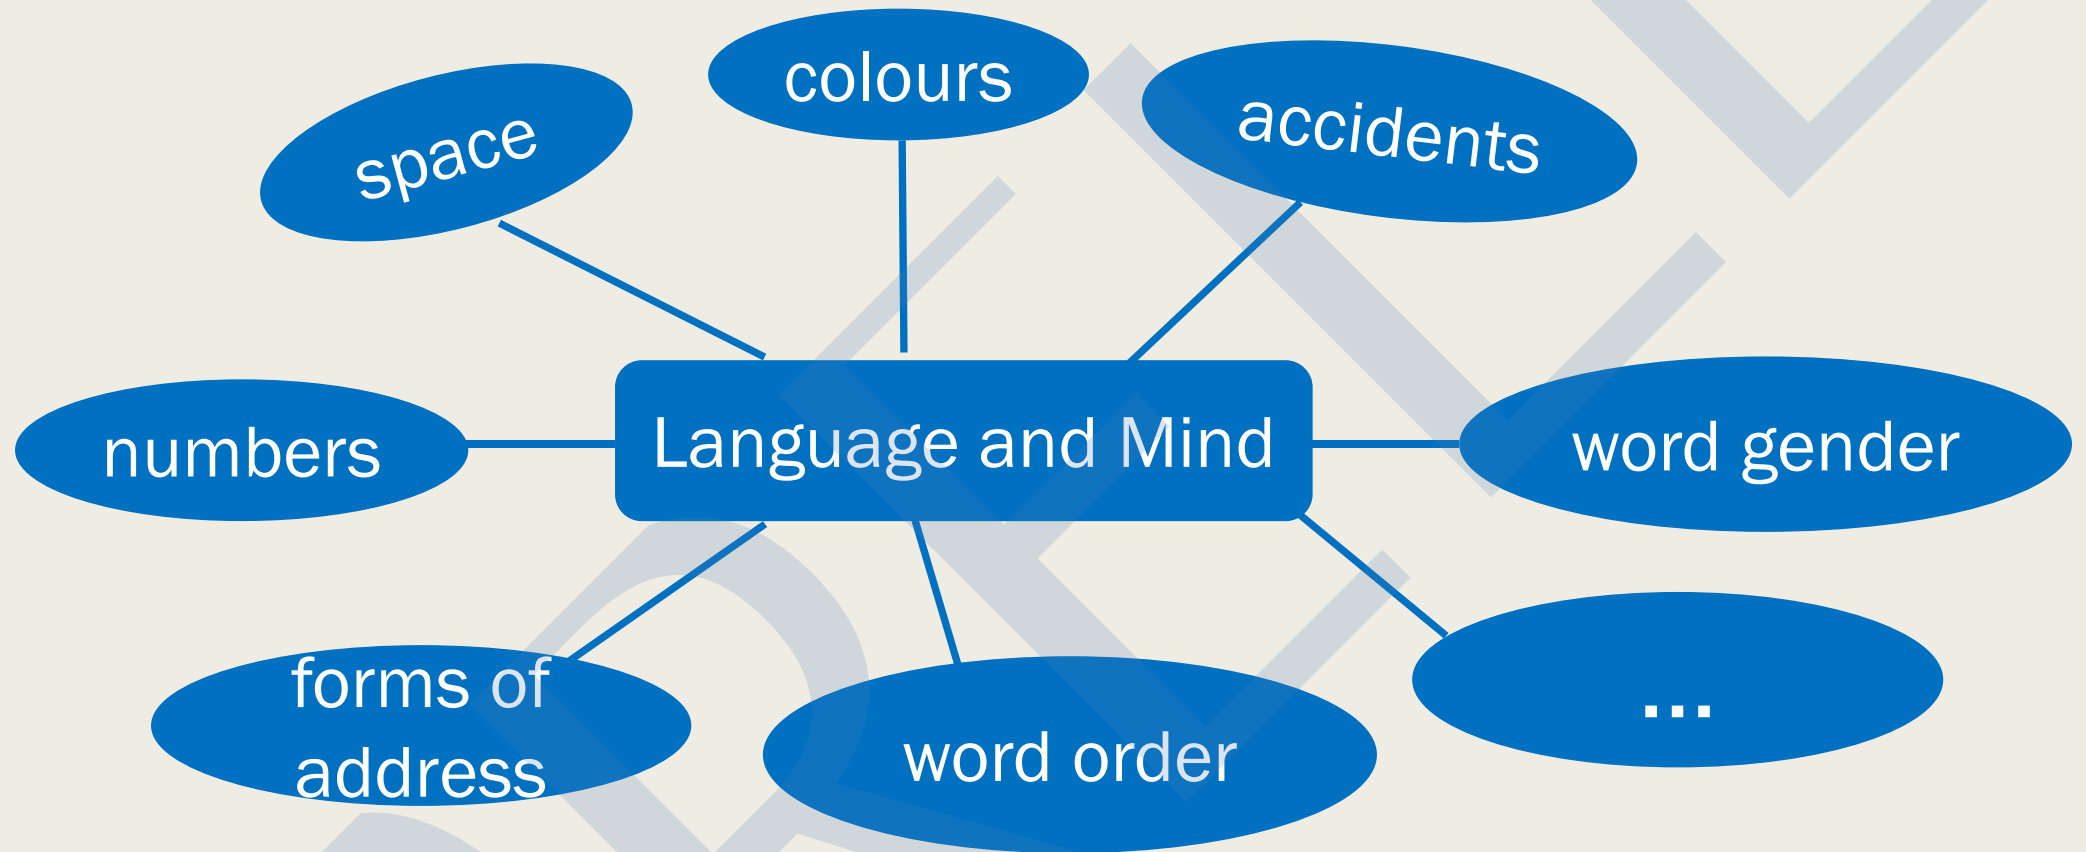 colours
space
accidents
numbers
Language and Mind
word gender
forms of
address
word order
...